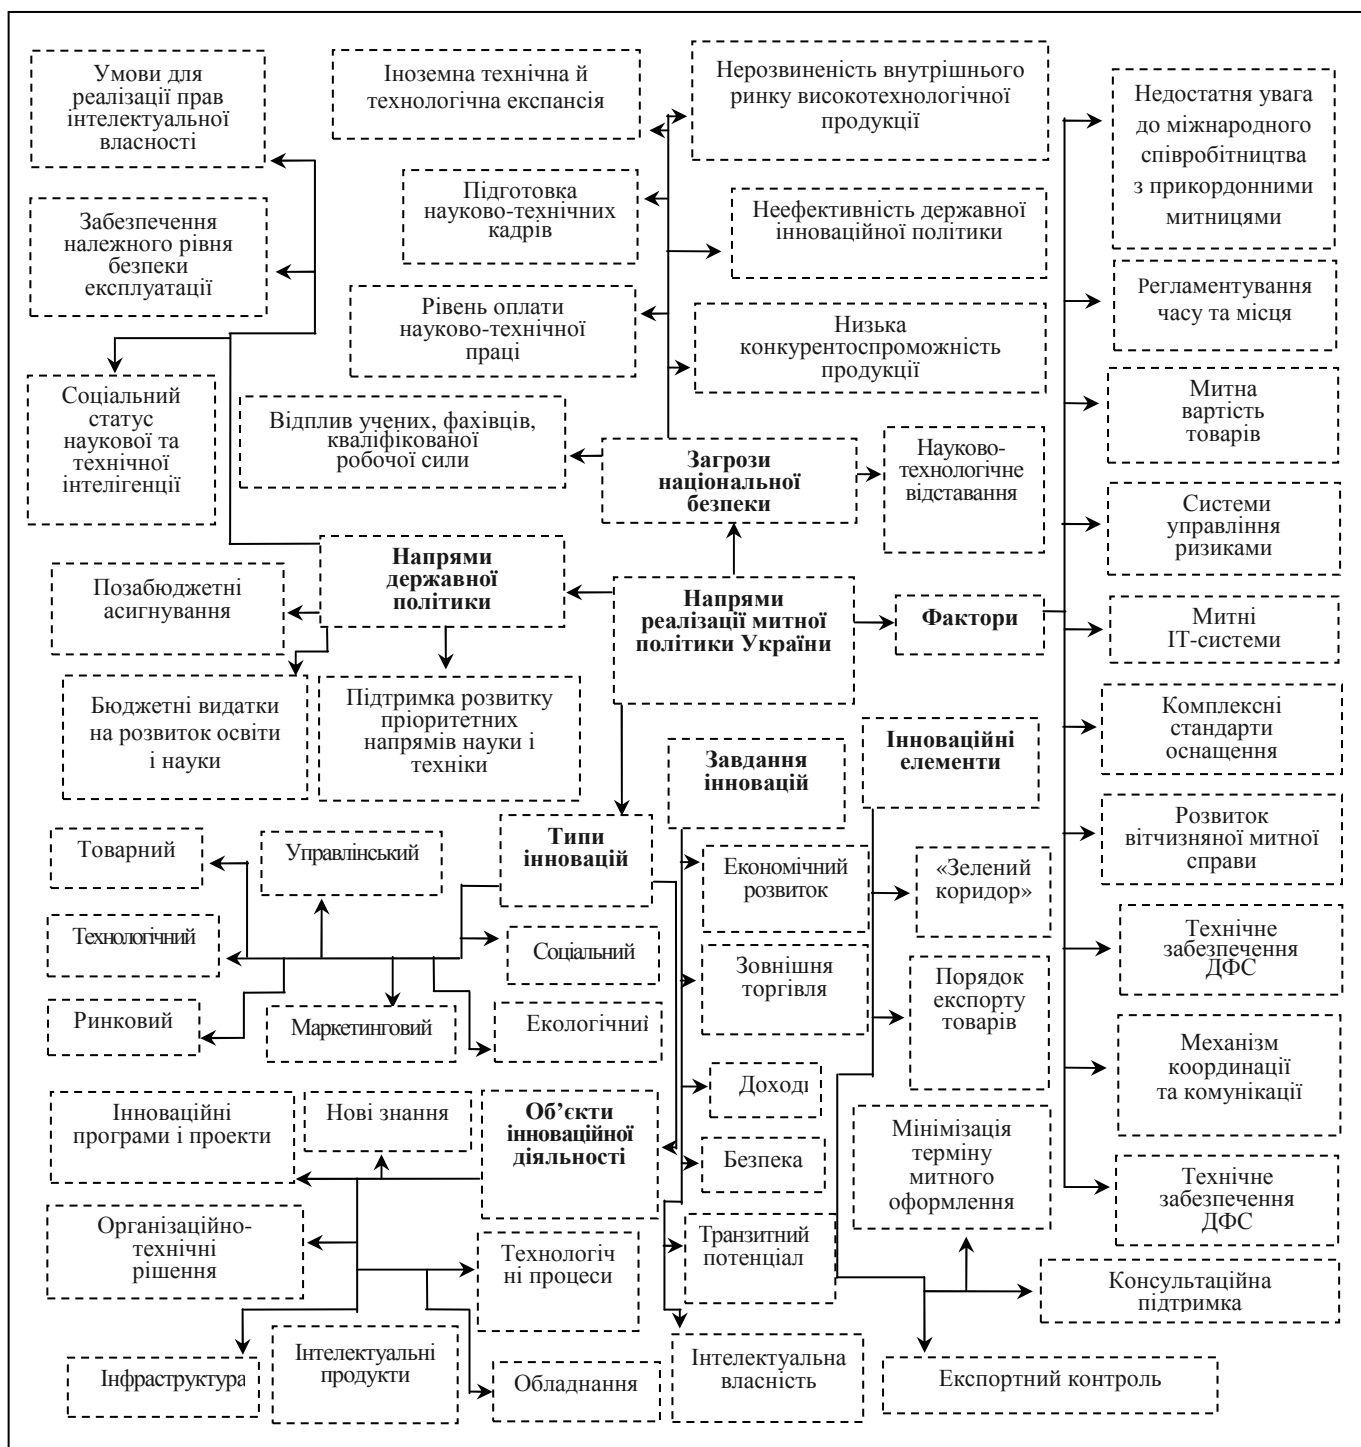 Умови для
реалізації прав
інтелектуальної
власності
Іноземна технічна й
технологічна експансія
Нерозвиненість внутрішнього
ринку високотехнологічної
продукції
Недостатня увага
до міжнародного
співробітництва
з прикордонними
митницями
Забезпечення
належного рівня
безпеки
експлуатації
Підготовка
науково-технічних
кадрів
Неефективність державної
інноваційної політики
Регламентування
часу та місця
Рівень оплати
науково-технічної
праці
Низька
конкурентоспроможність
продукції
Соціальний
статус
наукової та
технічної
інтелігенції
Відплив учених, фахівців,
кваліфікованої
робочої сили
Загрози
національної
безпеки
Науково-
технологічне
відставання
Митна
вартість
товарів
Системи
управління
ризиками
Напрями
державної
політики
Позабюджетні
асигнування
Напрями
реалізації митної
політики України
Фактори
Митні
ІТ-системи
Бюджетні видатки
на розвиток освіти
і науки
Підтримка розвитку
пріоритетних
напрямів науки і
техніки
Завдання
інновацій
Інноваційні
елементи
Комплексні
стандарти
оснащення
Товарний
Управлінський
Типи
інновацій
Економічний
розвиток
«Зелений
коридор»
Розвиток
вітчизняної митної
справи
Технологічний
Соціальний
Зовнішня
торгівля
Порядок
експорту
товарів
Технічне
забезпечення
ДФС
Ринковий
Маркетинговий
Екологічний
Механізм
координації
та комунікації
Інноваційні
програми і проекти
Нові знання
Об’єкти
інноваційної
діяльності
Доходи
Безпека
Мінімізація
терміну
митного
оформлення
Технічне
забезпечення
ДФС
Організаційно-
технічні
рішення
Технологіч
ні процеси
Транзитний
потенціал
Консультаційна
підтримка
Інфраструктура
Інтелектуальні
продукти
Обладнання
Інтелектуальна
власність
Експортний контроль